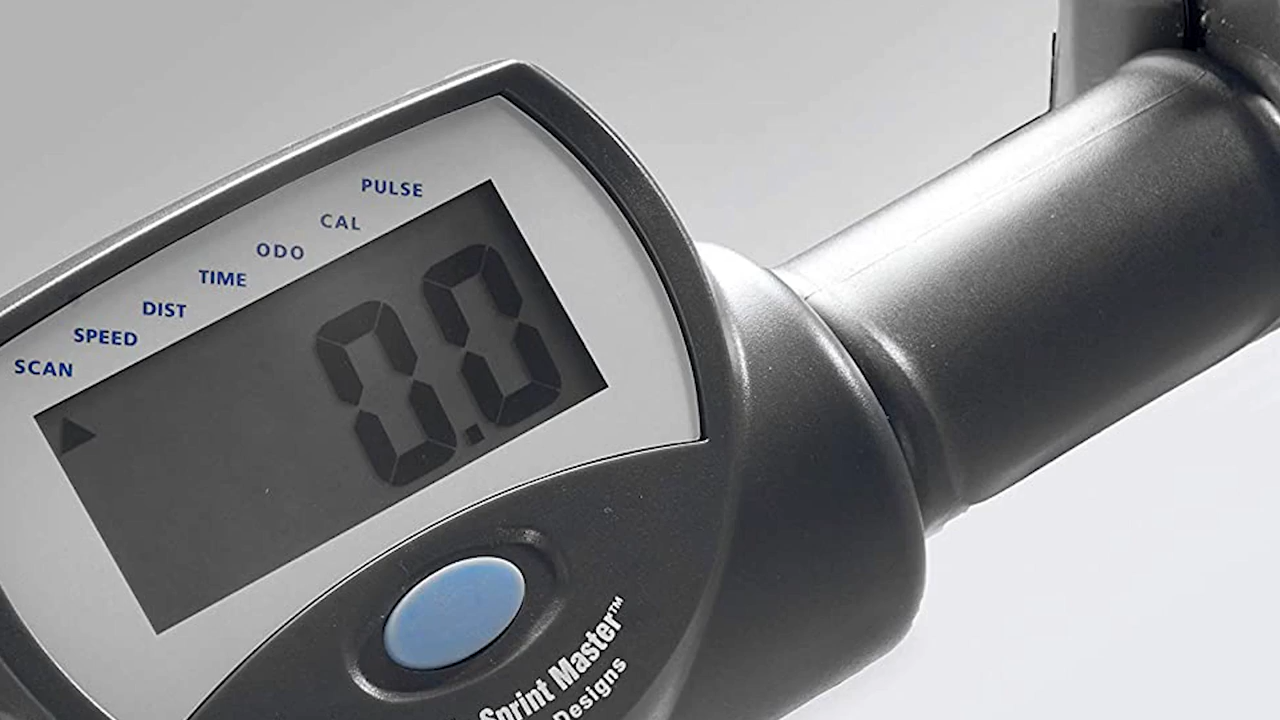 PULSE
CAL
ODO
TIME
DIST
SPEED
SCAN
0.0
Sprint Master™
Designs